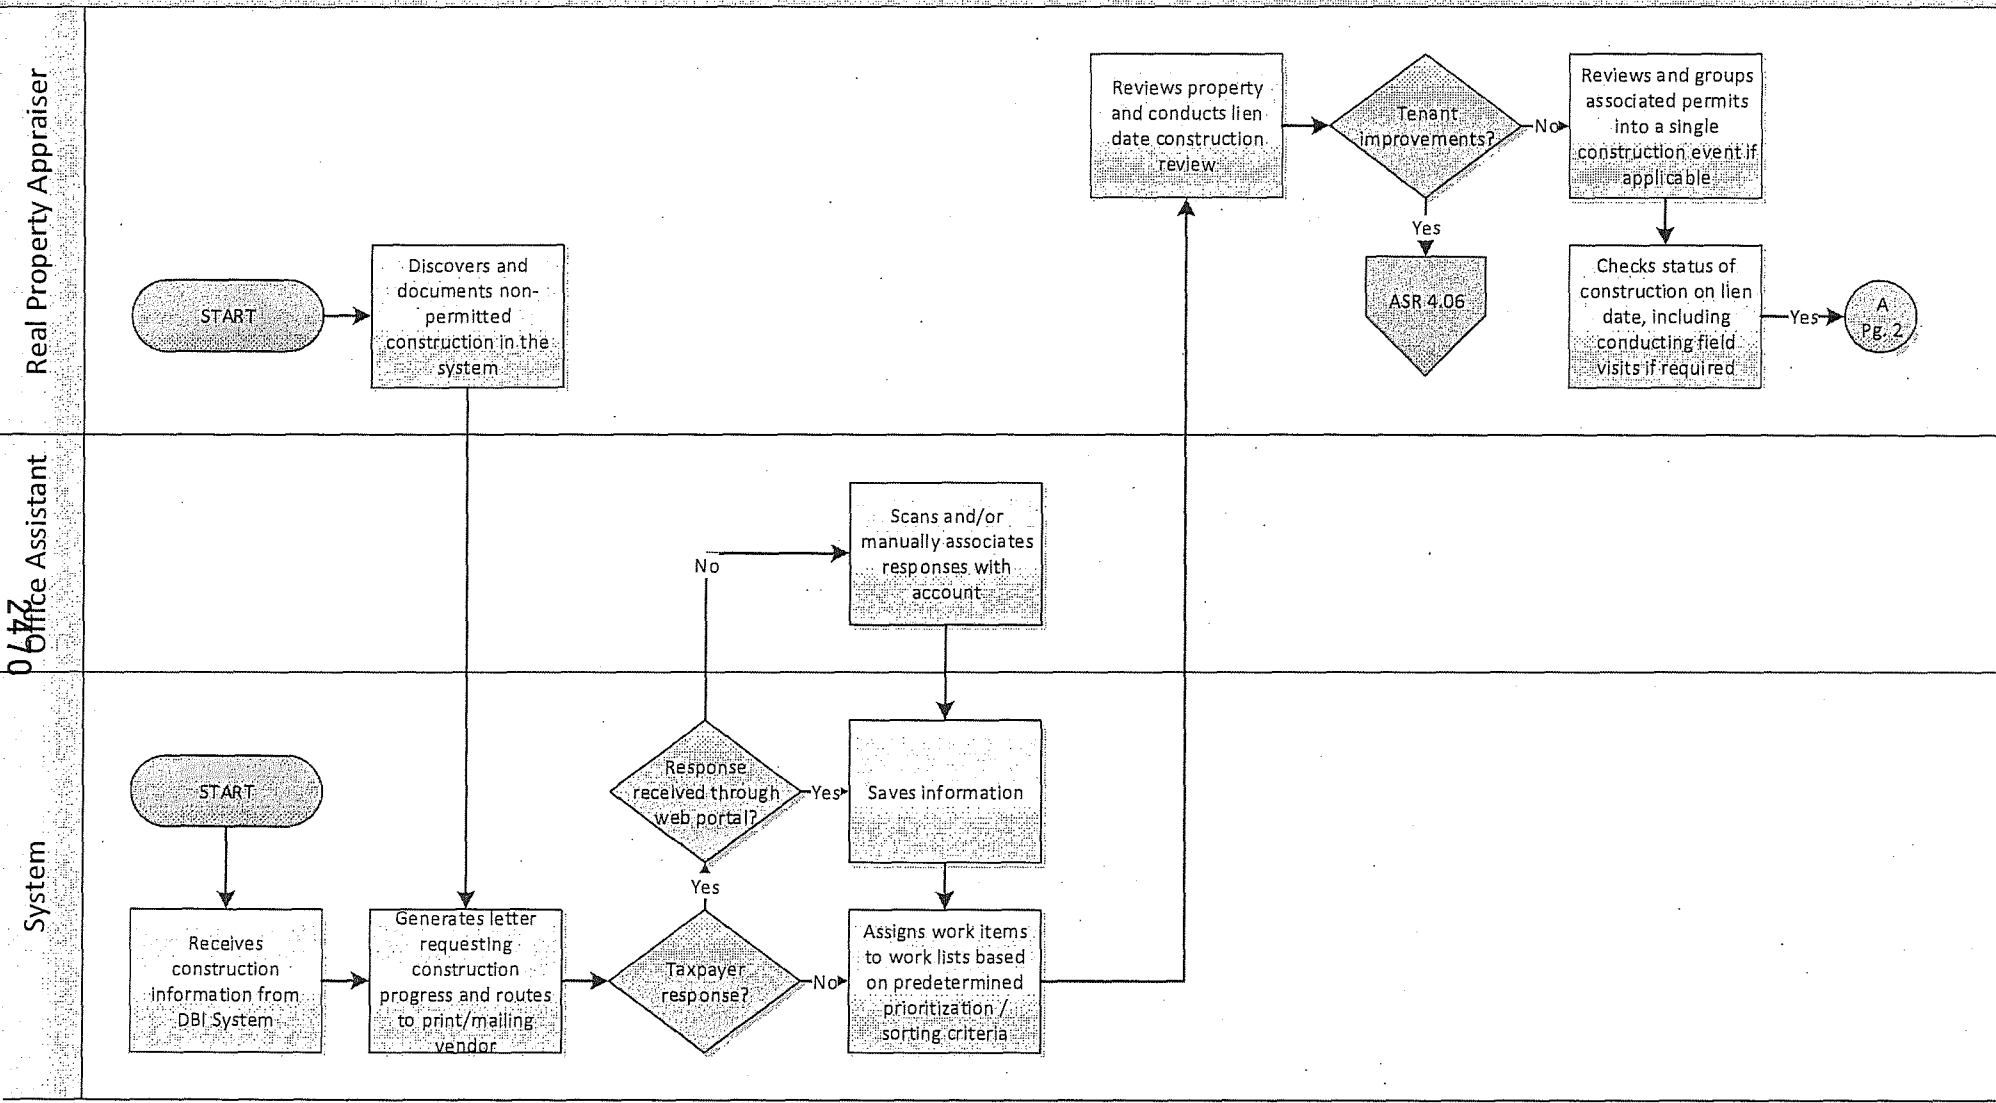 Real Property Appraiser
START
Discovers and
documents non-
permitted
construction in the
system
Reviews property
and conducts lien
date construction
review
Tenant
improvements?
No
Yes
ASR 4.06
Reviews and groups
associated permits
into a single
construction event if
applicable
Checks status of
construction on lien
date, including
conducting field
visits if required
Yes
A
Pg. 2
Office Assistant
2470
Scans and/or
manually associates
responses with
account
No
System
START
Receives
construction
information from
DBI System
Generates letter
requesting
construction
progress and routes
to print/mailing
vendor
Taxpayer
response?
Yes
No
Response
received through
web portal?
Yes
Saves information
Assigns work items
to work lists based
on predetermined
prioritization /
sorting criteria